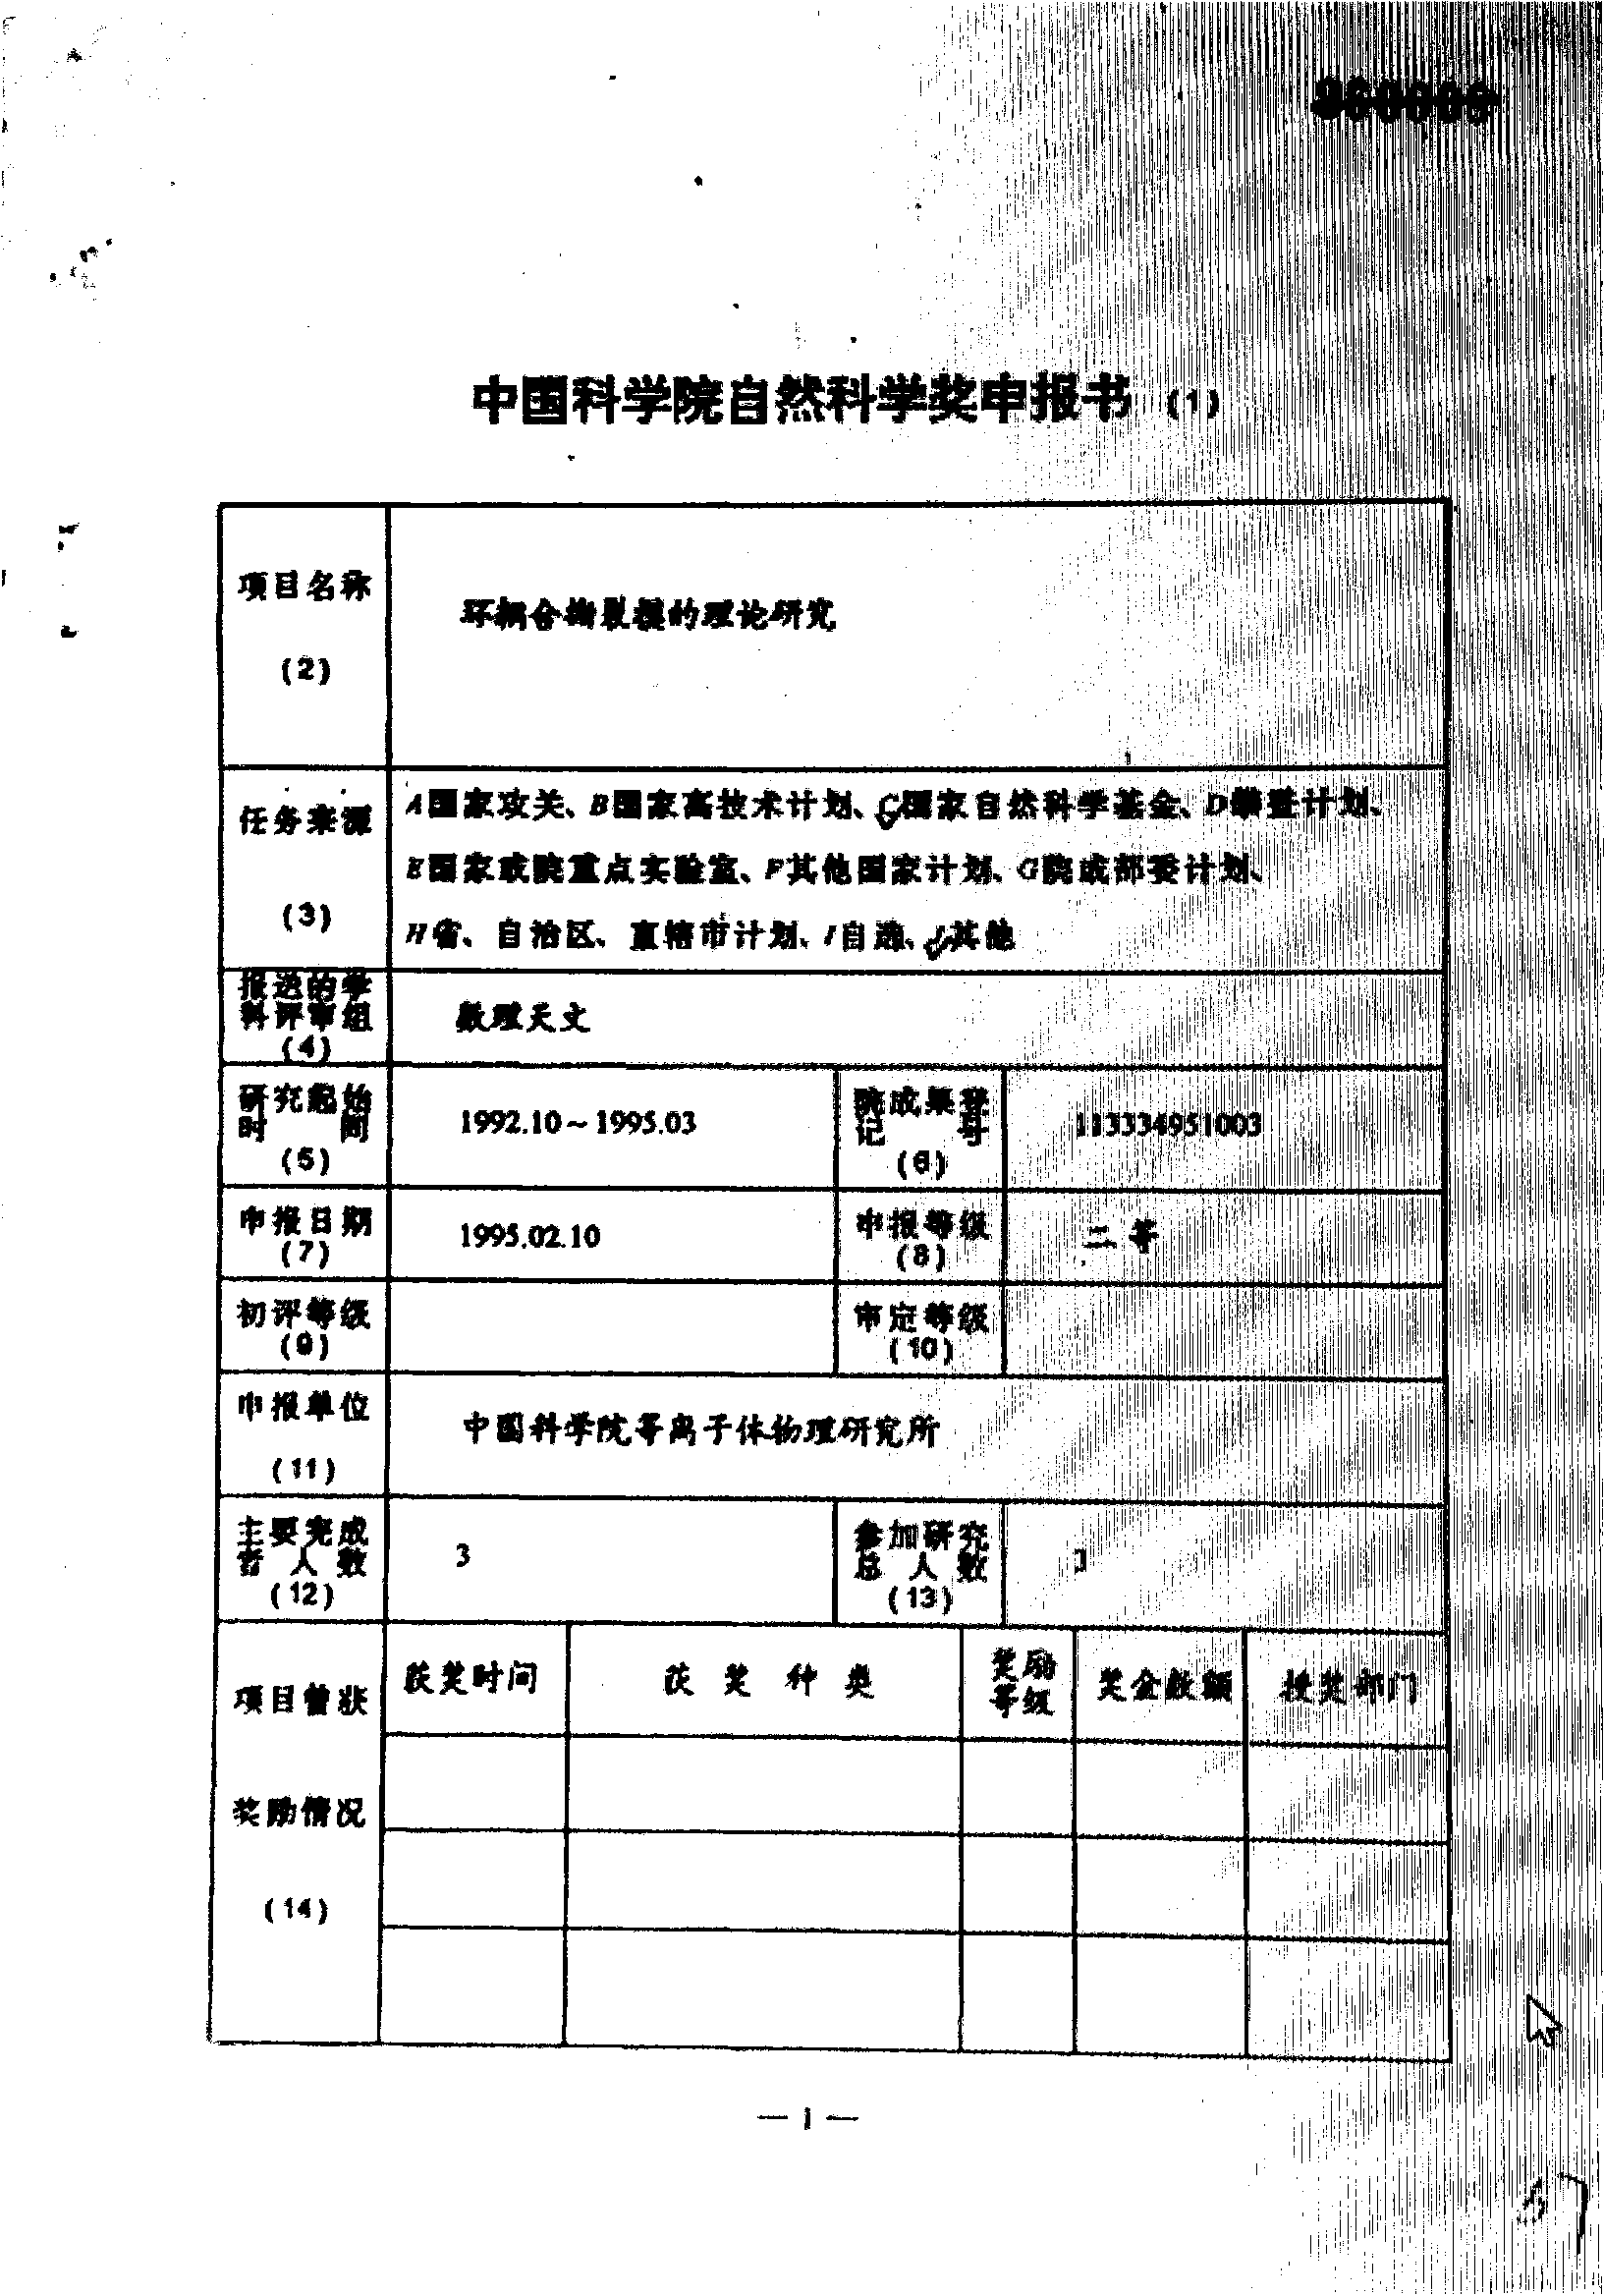 中国科学院自然科学奖申报书 (1)
项目名称
(2)
环耦合撕裂模的理论研究
任务来源
(3)
A国家攻关、B国家高技术计划、C国家自然科学基金、D攀登计划、
E国家或院重点实验室、F其他国家计划、G院或部委计划、
H省、自治区、直辖市计划、I自选、J其他
报送的学
科评审组
(4)
数理天文
研究起始
时 间
(5)
1992.10~1995.03
院成果登
记 号
(6)
113334951003
申报日期
(7)
1995.02.10
申报等级
(8)
二等
初评等级
(9)
审定等级
(10)
申报单位
(11)
中国科学院等离子体物理研究所
主要完成
者 人 数
(12)
3
参加研究
总 人 数
(13)
3
项目曾获
奖励情况
(14)
获奖时间
获 奖 种 类
奖励
等级
奖金数额
授奖部门
— 1 —